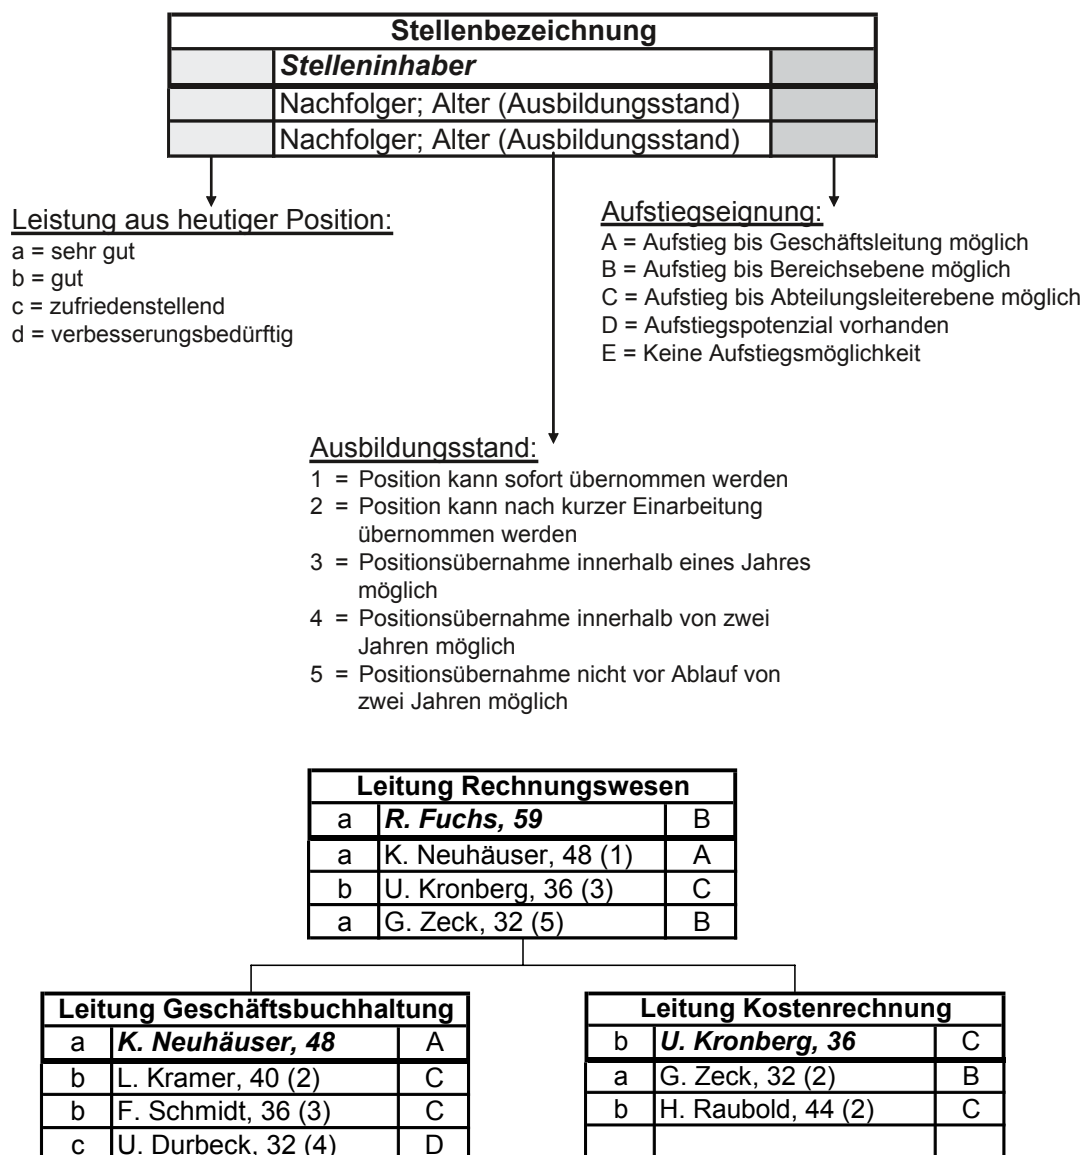 Stellenbezeichnung
Stelleninhaber
Nachfolger; Alter (Ausbildungsstand)
Nachfolger; Alter (Ausbildungsstand)
Leistung aus heutiger Position:
a = sehr gut
b = gut
c = zufriedenstellend
d = verbesserungsbedürftig
Aufstiegseignung:
A = Aufstieg bis Geschäftsleitung möglich
B = Aufstieg bis Bereichsebene möglich
C = Aufstieg bis Abteilungsleiterebene möglich
D = Aufstiegspotenzial vorhanden
E = Keine Aufstiegsmöglichkeit
Ausbildungsstand:
1 = Position kann sofort übernommen werden
2 = Position kann nach kurzer Einarbeitung
übernommen werden
3 = Positionsübernahme innerhalb eines Jahres
möglich
4 = Positionsübernahme innerhalb von zwei
Jahren möglich
5 = Positionsübernahme nicht vor Ablauf von
zwei Jahren möglich
Leitung Rechnungswesen
a R. Fuchs, 59 B
a K. Neuhäuser, 48 (1) A
b U. Kronberg, 36 (3) C
a G. Zeck, 32 (5) B
Leitung Geschäftsbuchhaltung
a K. Neuhäuser, 48 A
b L. Kramer, 40 (2) C
b F. Schmidt, 36 (3) C
c U. Durbeck, 32 (4) D
Leitung Kostenrechnung
b U. Kronberg, 36 C
a G. Zeck, 32 (2) B
b H. Raubold, 44 (2) C